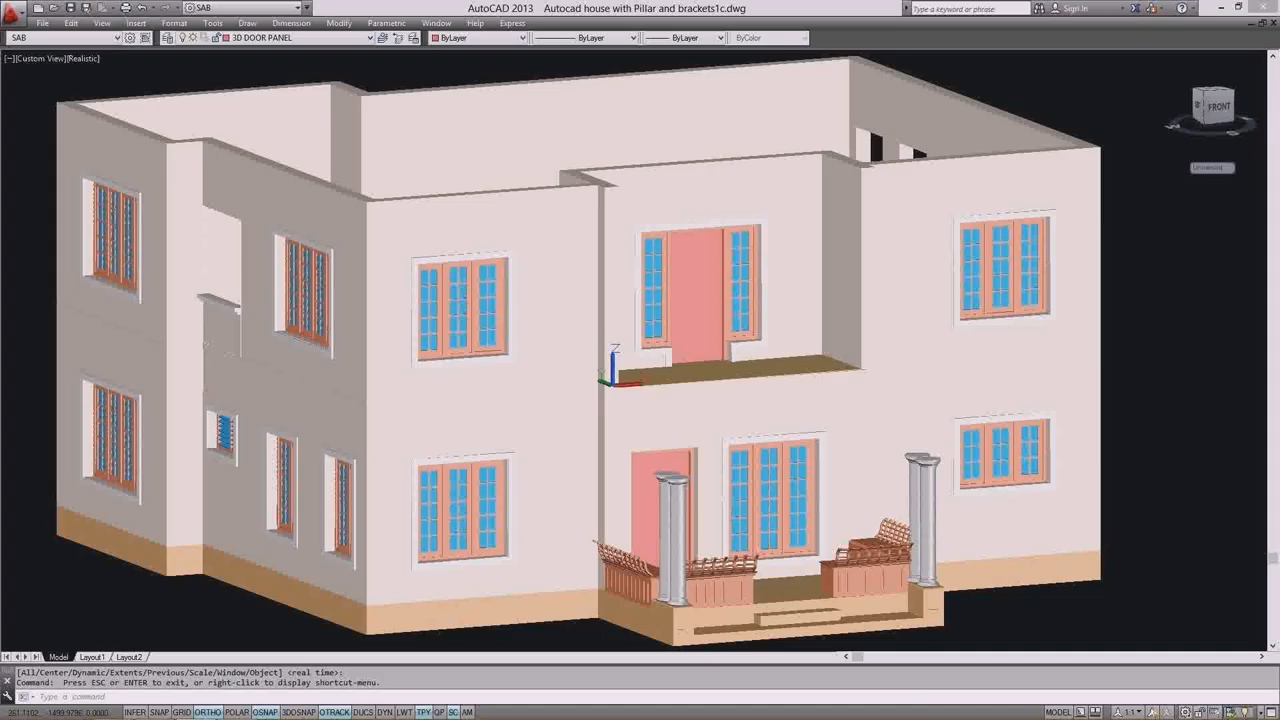 SAB
AutoCAD 2013 Autocad house with Pillar and brackets1c.dwg
Type a keyword or phrase
Sign In
File Edit View Insert Format Tools Draw Dimension Modify Parametric Window Help Express
SAB
3D DOOR PANEL
ByLayer
ByLayer
ByLayer
ByColor
[−][Custom View][Realistic]
FRONT
Unnamed
Z
Model Layout1 Layout2
[All/Center/Dynamic/Extents/Previous/Scale/Window/Object] <real time>:
Command: Press ESC or ENTER to exit, or right-click to display shortcut-menu.
Type a command
INFER SNAP GRID ORTHO POLAR OSNAP 3DOSNAP OTRACK DUCS DYN LWT TPY QP SC AM
MODEL
1:1